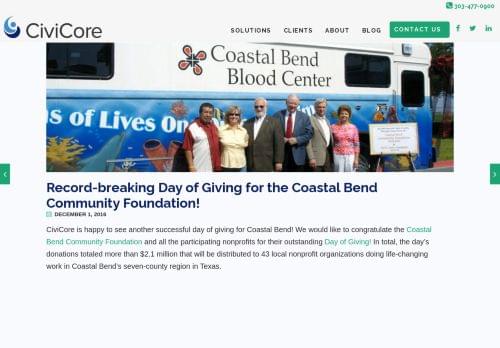 303-477-0900
CiviCore
SOLUTIONS CLIENTS ABOUT BLOG CONTACT US
Coastal Bend
Blood Center
s of Lives On
Record-breaking Day of Giving for the Coastal Bend
Community Foundation!
DECEMBER 1, 2016
CiviCore is happy to see another successful day of giving for Coastal Bend! We would like to congratulate the Coastal
Bend Community Foundation and all the participating nonprofits for their outstanding Day of Giving! In total, the day's
donations totaled more than $2.1 million that will be distributed to 43 local nonprofit organizations doing life-changing
work in Coastal Bend's seven-county region in Texas.